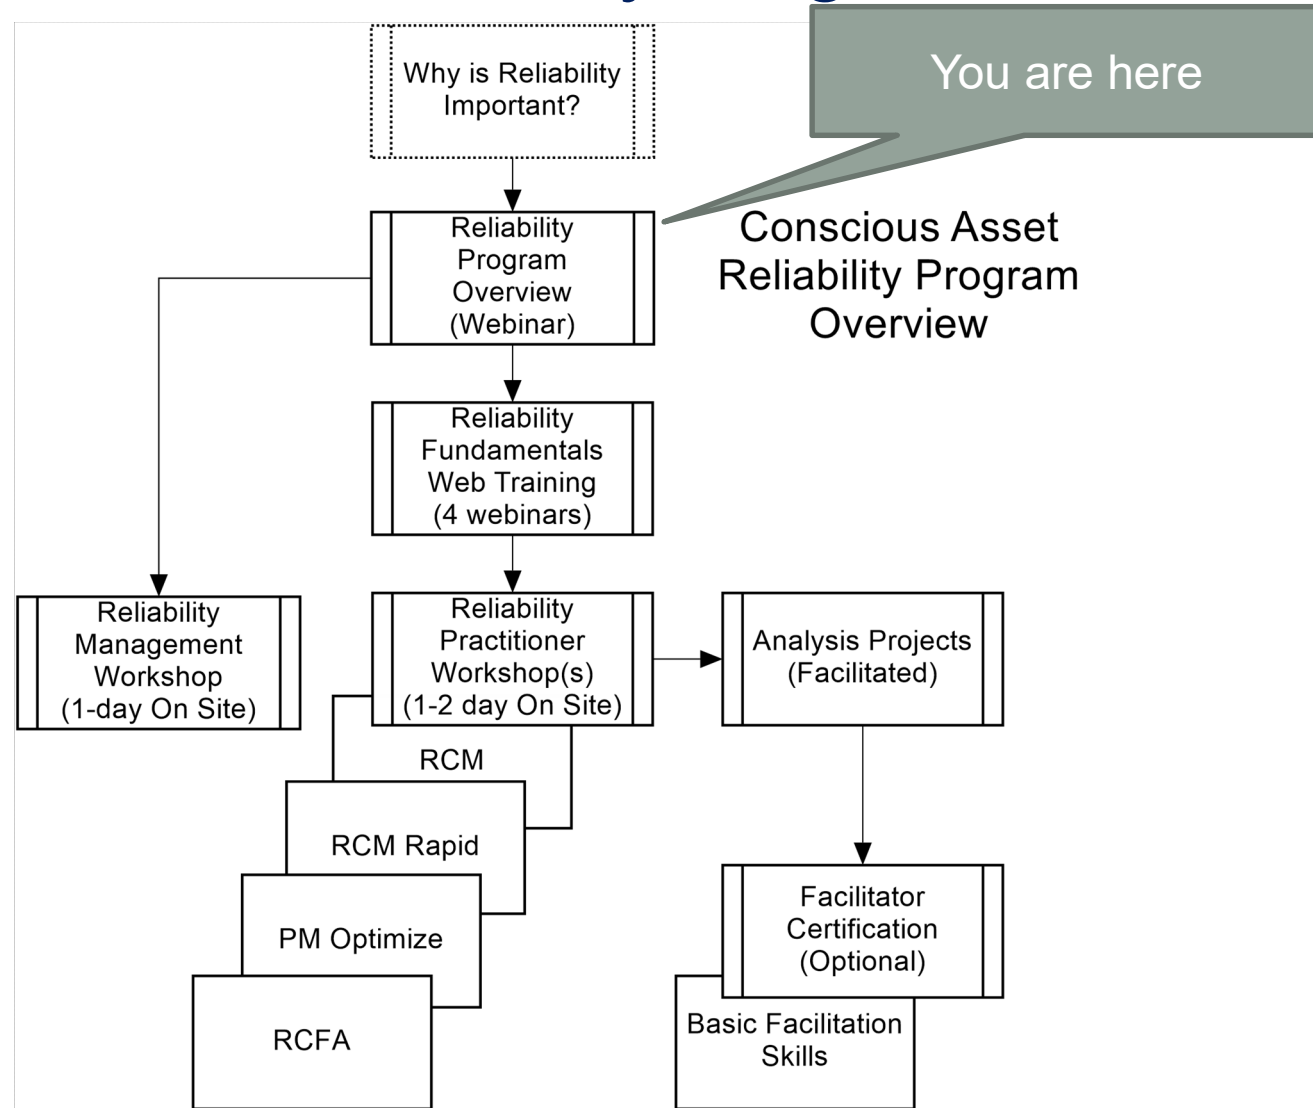 Why is Reliability
Important?
You are here
Reliability
Program
Overview
(Webinar)
Conscious Asset
Reliability Program
Overview
Reliability
Fundamentals
Web Training
(4 webinars)
Reliability
Management
Workshop
(1-day On Site)
Reliability
Practitioner
Workshop(s)
(1-2 day On Site)
Analysis Projects
(Facilitated)
RCM
RCM Rapid
PM Optimize
RCFA
Facilitator
Certification
(Optional)
Basic Facilitation
Skills